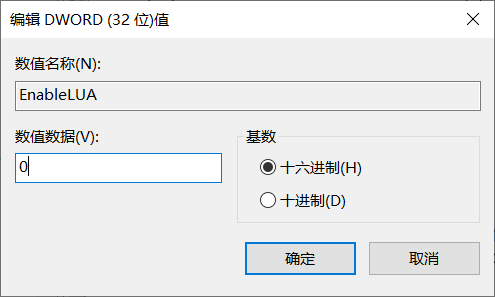 编辑 DWORD (32 位)值
数值名称(N):
EnableLUA
数值数据(V):
0
基数
十六进制(H)
十进制(D)
确定
取消